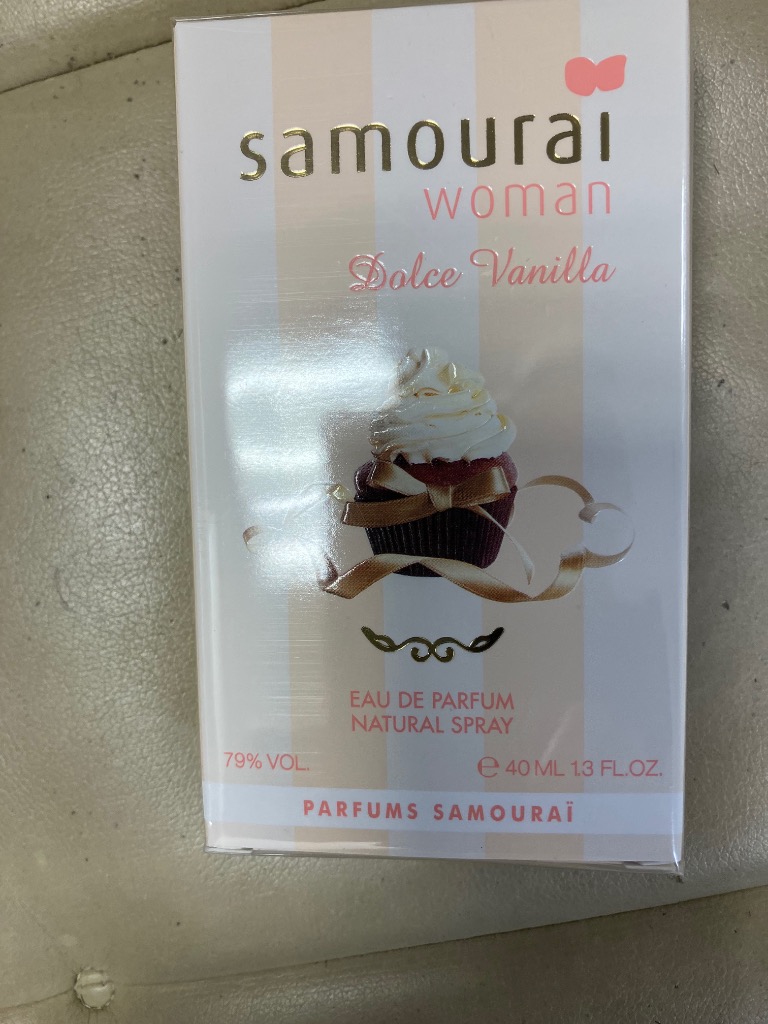 samouraï
woman
Dolce Vanilla
EAU DE PARFUM
NATURAL SPRAY
79% VOL.
℮ 40 ML 1.3 FL.OZ.
PARFUMS SAMOURAÏ